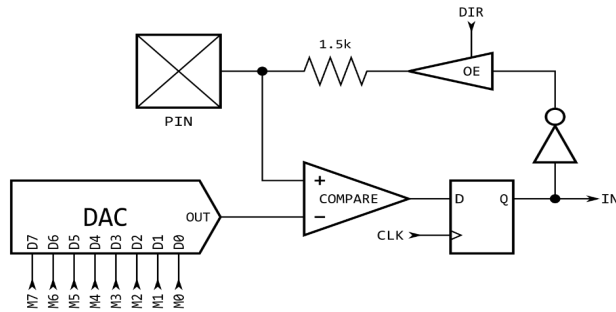 DIR
1.5k
OE
PIN
+
COMPARE
−
DAC
OUT
D7 D6 D5 D4 D3 D2 D1 D0
M7 M6 M5 M4 M3 M2 M1 M0
D
Q
IN
CLK